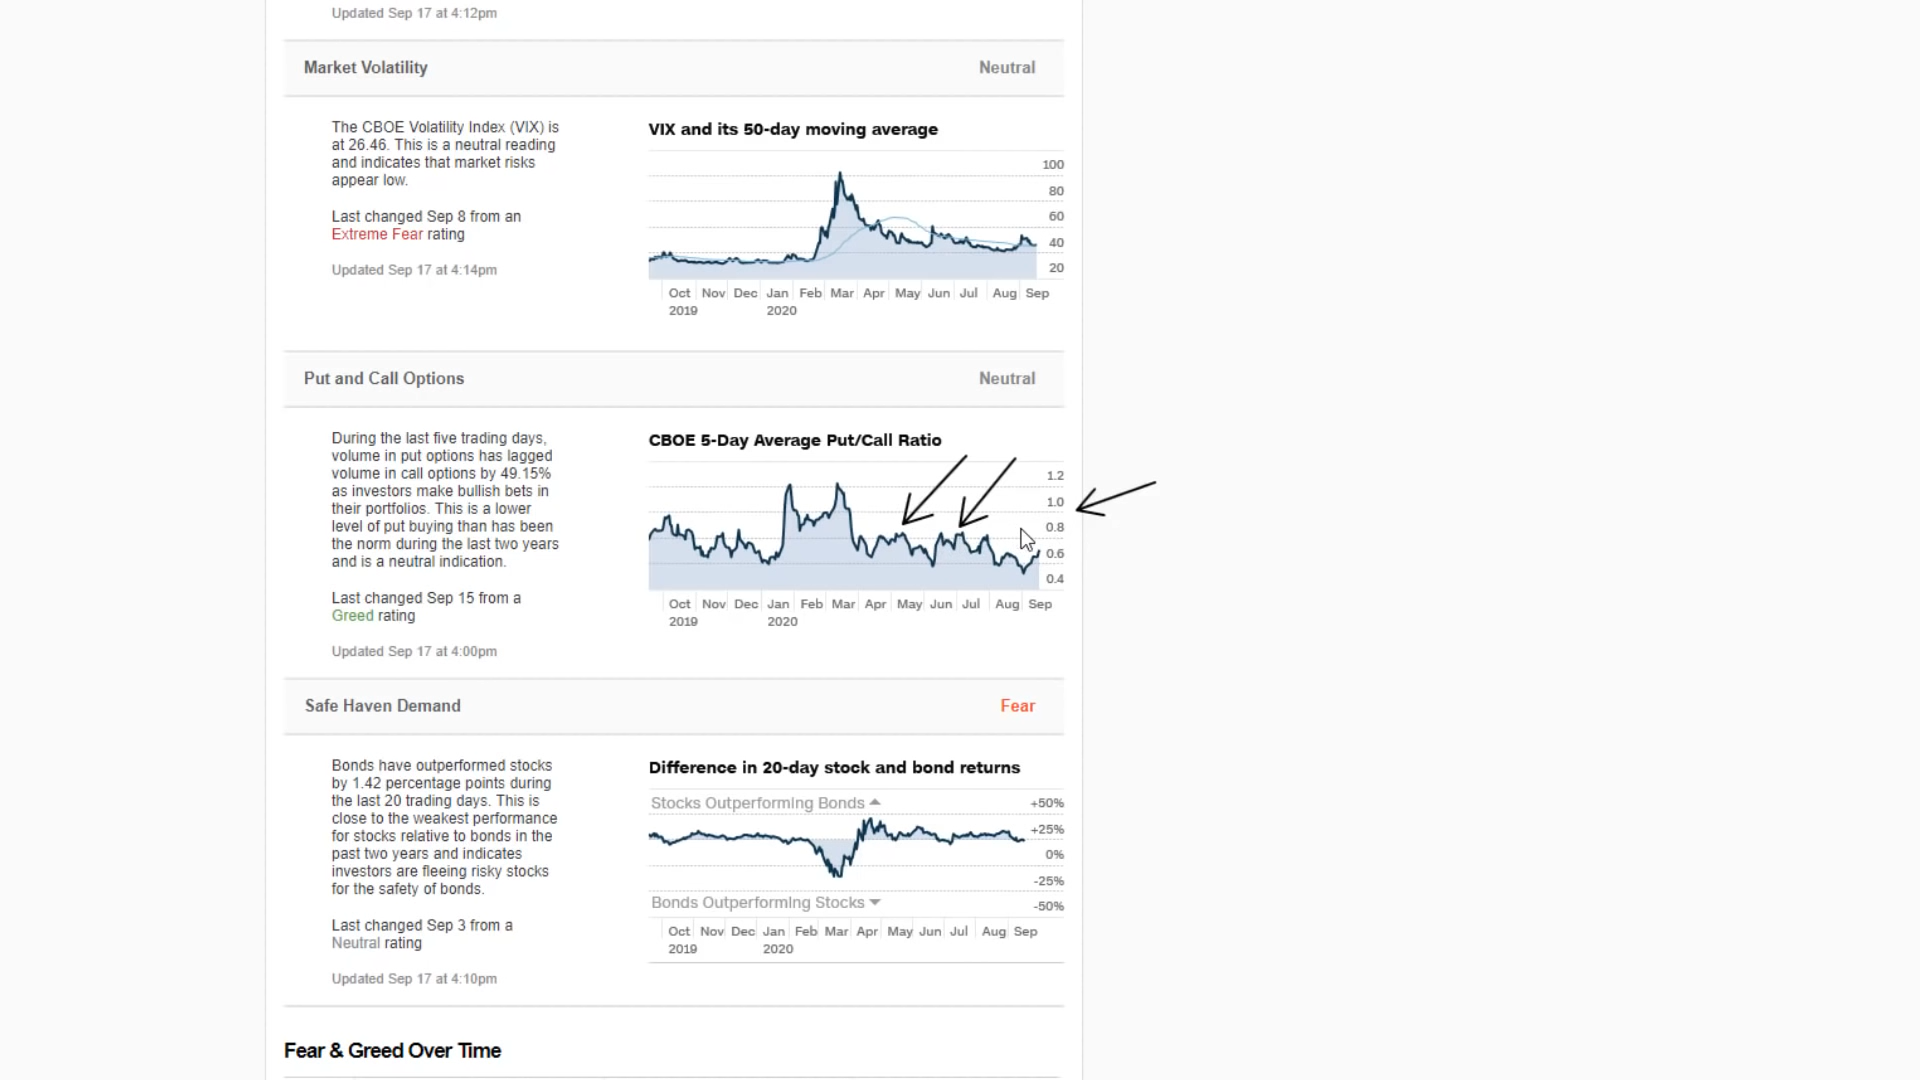 Updated Sep 17 at 4:12pm
Market Volatility
Neutral
The CBOE Volatility Index (VIX) is
at 26.46. This is a neutral reading
and indicates that market risks
appear low.
Last changed Sep 8 from an
Extreme Fear rating
Updated Sep 17 at 4:14pm
VIX and its 50-day moving average
100
80
60
40
20
Oct Nov Dec Jan Feb Mar Apr May Jun Jul Aug Sep
2019 2020
Put and Call Options
Neutral
During the last five trading days,
volume in put options has lagged
volume in call options by 49.15%
as investors make bullish bets in
their portfolios. This is a lower
level of put buying than has been
the norm during the last two years
and is a neutral indication.
Last changed Sep 15 from a
Greed rating
Updated Sep 17 at 4:00pm
CBOE 5-Day Average Put/Call Ratio
1.2
1.0
0.8
0.6
0.4
Oct Nov Dec Jan Feb Mar Apr May Jun Jul Aug Sep
2019 2020
Safe Haven Demand
Fear
Bonds have outperformed stocks
by 1.42 percentage points during
the last 20 trading days. This is
close to the weakest performance
for stocks relative to bonds in the
past two years and indicates
investors are fleeing risky stocks
for the safety of bonds.
Last changed Sep 3 from a
Neutral rating
Updated Sep 17 at 4:10pm
Difference in 20-day stock and bond returns
Stocks Outperforming Bonds
+50%
+25%
0%
-25%
-50%
Bonds Outperforming Stocks
Oct Nov Dec Jan Feb Mar Apr May Jun Jul Aug Sep
2019 2020
Fear & Greed Over Time